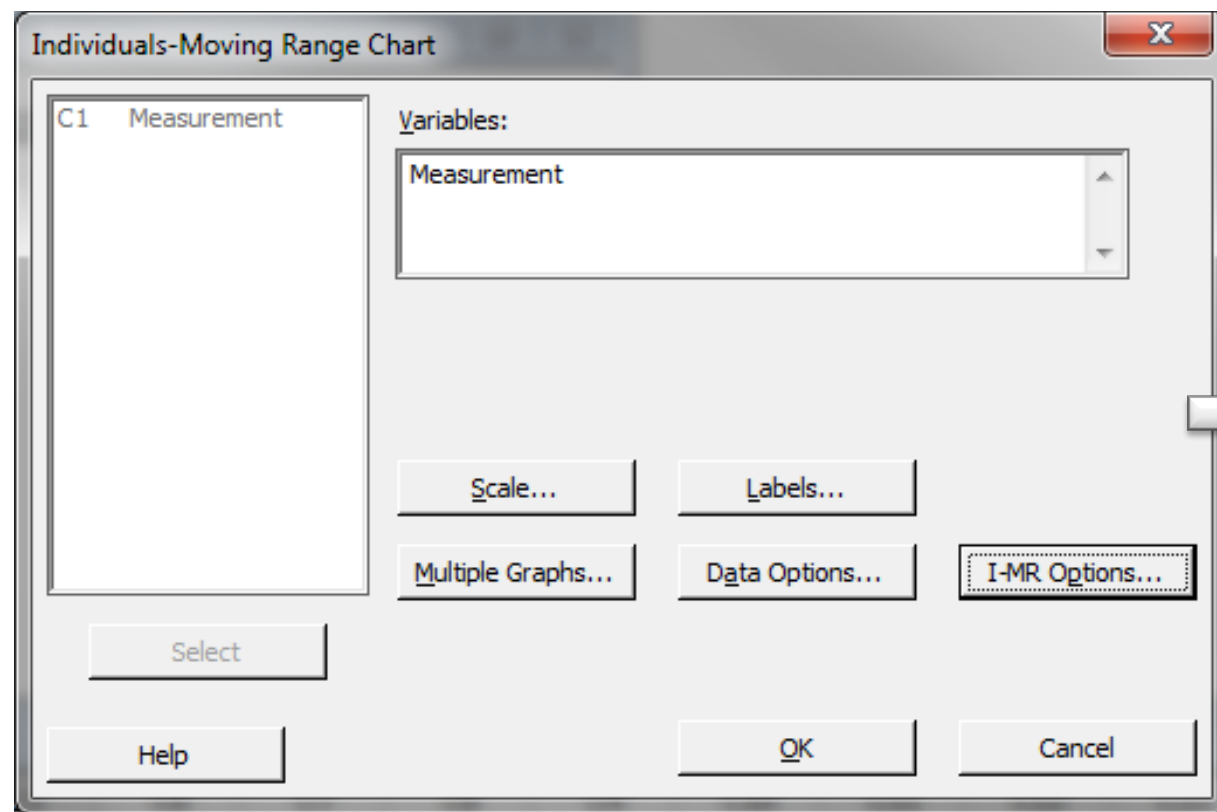 Individuals-Moving Range Chart
C1 Measurement
Variables:
Measurement
Scale...
Labels...
Multiple Graphs...
Data Options...
I-MR Options...
Select
Help
OK
Cancel